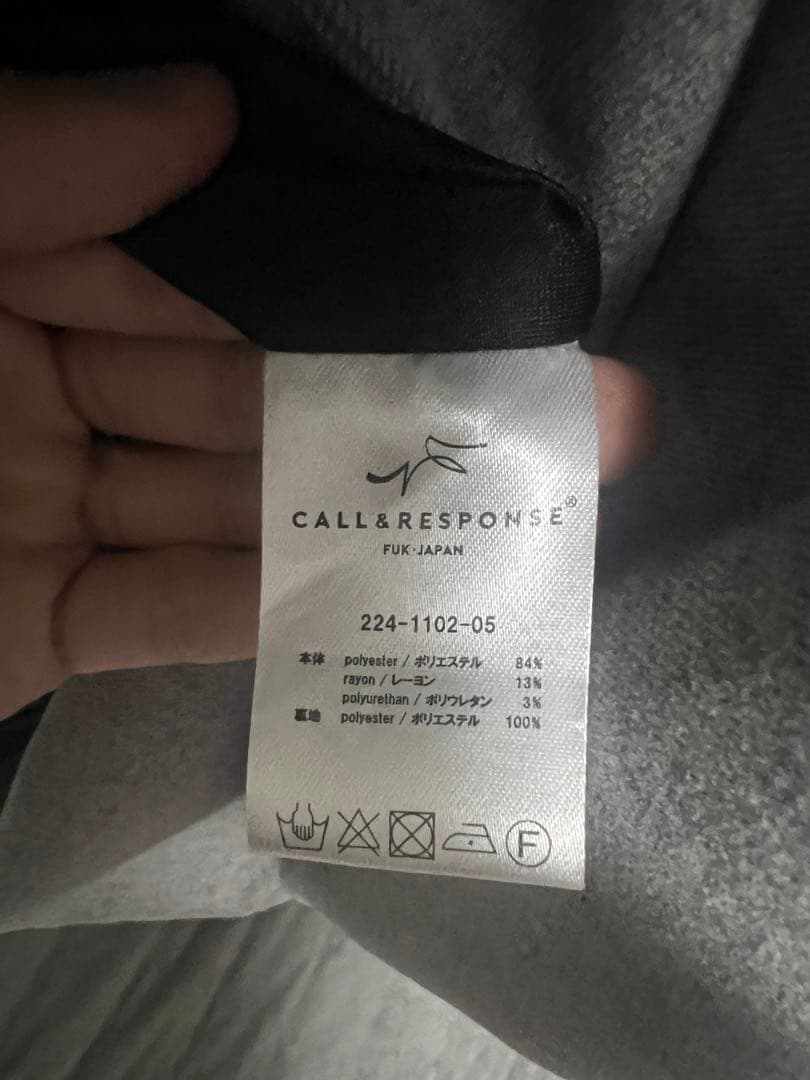 CALL&RESPONSE®
FUK·JAPAN
224-1102-05
本体 polyester / ポリエステル 84%
rayon / レーヨン 13%
polyurethan / ポリウレタン 3%
裏地 polyester / ポリエステル 100%
F